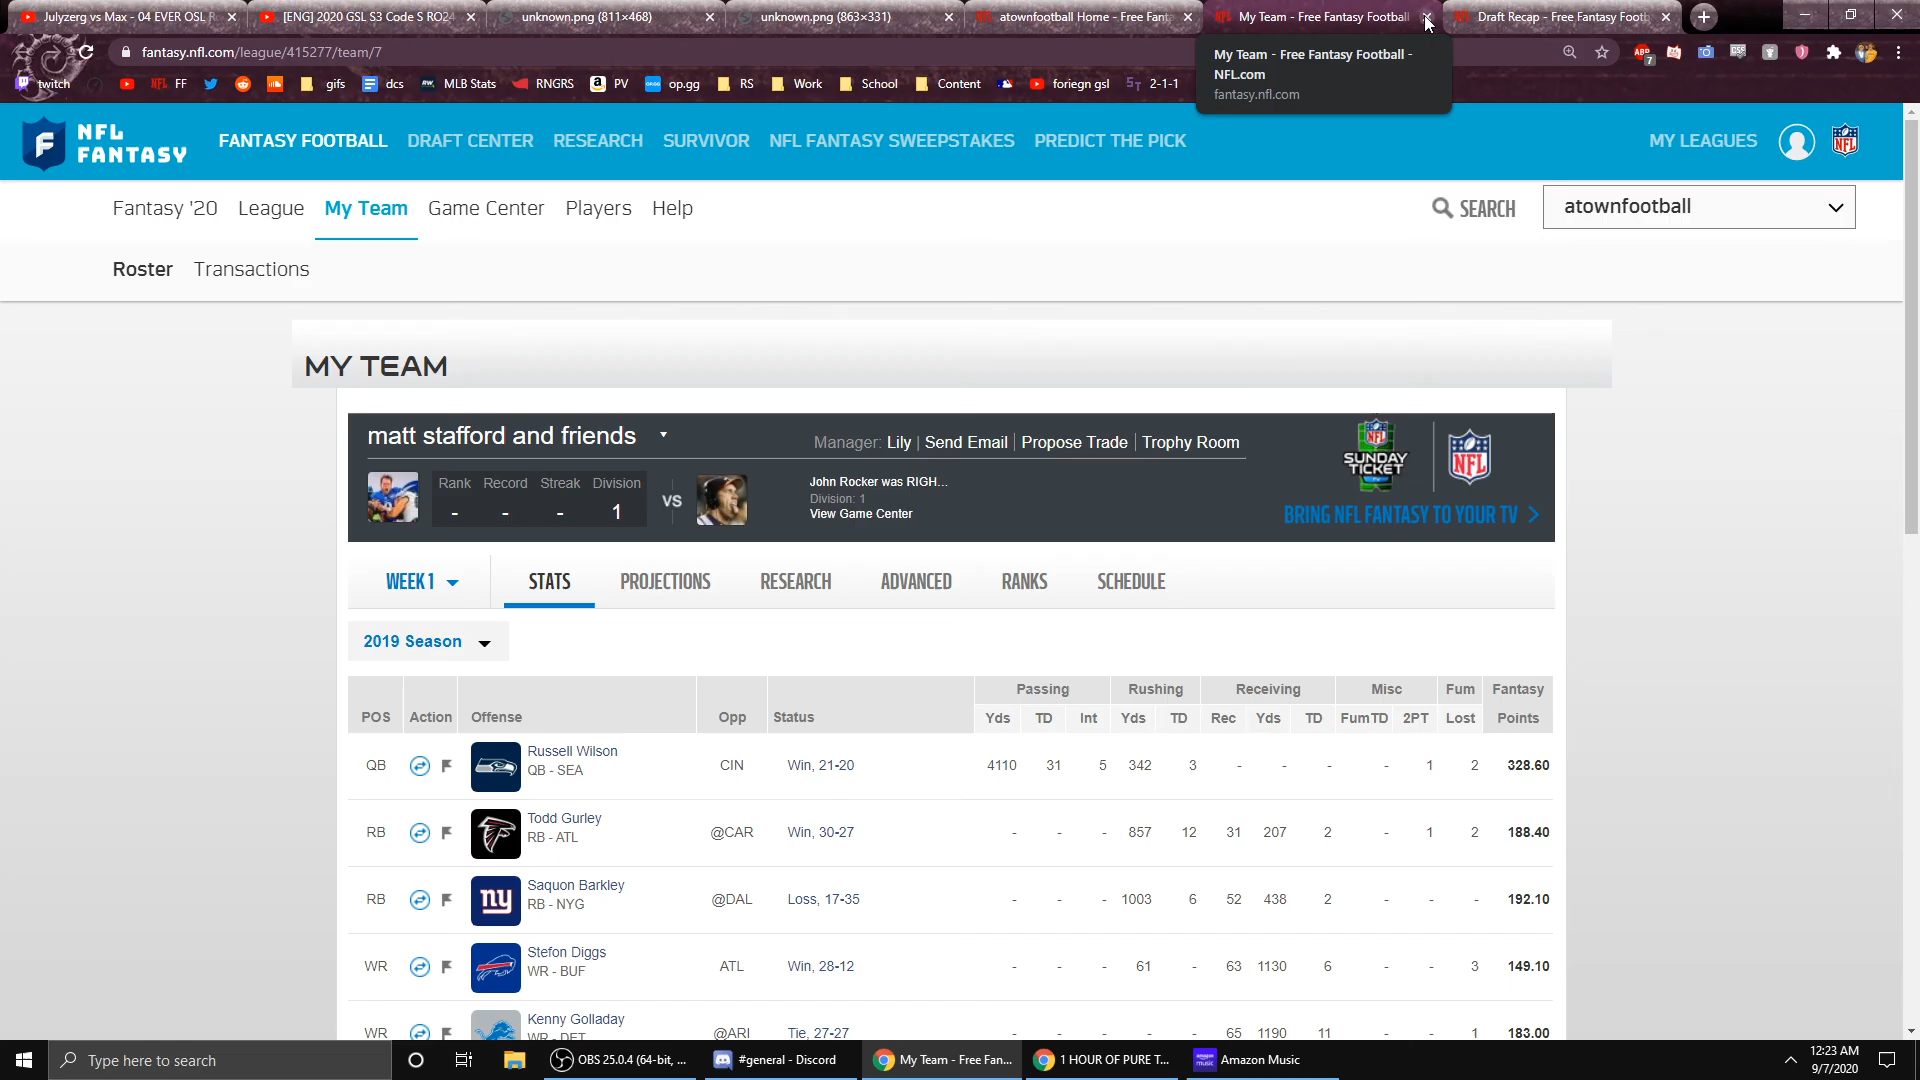 Julyzerg vs Max - 04 EVER OSL R
[ENG] 2020 GSL S3 Code S RO24
unknown.png (811×468)
unknown.png (863×331)
atownfootball Home - Free Fanta
My Team - Free Fantasy Football
Draft Recap - Free Fantasy Footb
fantasy.nfl.com/league/415277/team/7
7
My Team - Free Fantasy Football -
NFL.com
fantasy.nfl.com
twitch
FF
gifs
dcs
MLB Stats
RNGRS
PV
op.gg
RS
Work
School
Content
foriegn gsl
2-1-1
NFL
FANTASY
FANTASY FOOTBALL
DRAFT CENTER
RESEARCH
SURVIVOR
NFL FANTASY SWEEPSTAKES
PREDICT THE PICK
MY LEAGUES
Fantasy '20
League
My Team
Game Center
Players
Help
SEARCH
atownfootball
Roster
Transactions
MY TEAM
matt stafford and friends
Manager: Lily | Send Email | Propose Trade | Trophy Room
Rank Record Streak Division
- - - 1
VS
John Rocker was RIGH...
Division: 1
View Game Center
SUNDAY
TICKET
NFL
BRING NFL FANTASY TO YOUR TV
WEEK 1
STATS
PROJECTIONS
RESEARCH
ADVANCED
RANKS
SCHEDULE
2019 Season
Passing Rushing Receiving Misc Fum Fantasy
POS Action Offense Opp Status Yds TD Int Yds TD Rec Yds TD FumTD 2PT Lost Points
QB Russell Wilson QB - SEA CIN Win, 21-20 4110 31 5 342 3 - - - - 1 2 328.60
RB Todd Gurley RB - ATL @CAR Win, 30-27 - - - 857 12 31 207 2 - 1 2 188.40
RB ny Saquon Barkley RB - NYG @DAL Loss, 17-35 - - - 1003 6 52 438 2 - - - 192.10
WR Stefon Diggs WR - BUF ATL Win, 28-12 - - - 61 - 63 1130 6 - - 3 149.10
WR Kenny Golladay WR - DET @ARI Tie, 27-27 - - - - - 65 1190 11 - - 1 183.00
Type here to search
OBS 25.0.4 (64-bit, ...
#general - Discord
My Team - Free Fan...
1 HOUR OF PURE T...
Amazon Music
12:23 AM
9/7/2020